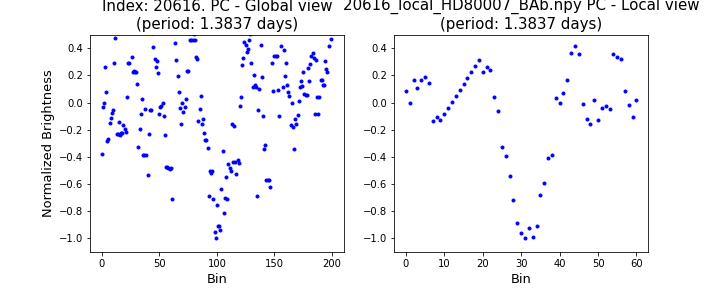 Index: 20616. PC - Global view
(period: 1.3837 days)
20616_local_HD80007_BAb.npy PC - Local view
(period: 1.3837 days)
Normalized Brightness
0.4
0.2
0.0
−0.2
−0.4
−0.6
−0.8
−1.0
0 50 100 150 200
Bin
0.4
0.2
0.0
−0.2
−0.4
−0.6
−0.8
−1.0
0 10 20 30 40 50 60
Bin